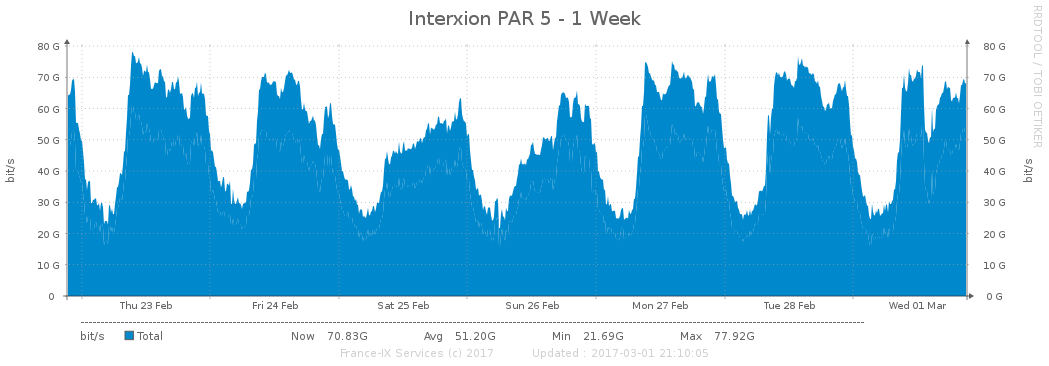 Interxion PAR 5 - 1 Week
RRDTOOL / TOBI OETIKER
bit/s
80 G 80 G
70 G 70 G
60 G 60 G
50 G 50 G
40 G 40 G
30 G 30 G
20 G 20 G
10 G 10 G
0 0 G
bit/s
Thu 23 Feb Fri 24 Feb Sat 25 Feb Sun 26 Feb Mon 27 Feb Tue 28 Feb Wed 01 Mar
bit/s Total Now 70.83G Avg 51.20G Min 21.69G Max 77.92G
France-IX Services (c) 2017 Updated : 2017-03-01 21:10:05